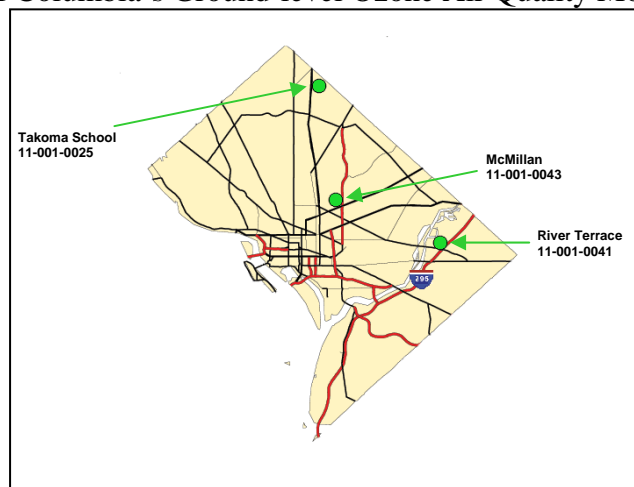 Columbia's Ground-level Ozone Air Quality
Takoma School
11-001-0025
McMillan
11-001-0043
River Terrace
11-001-0041
295